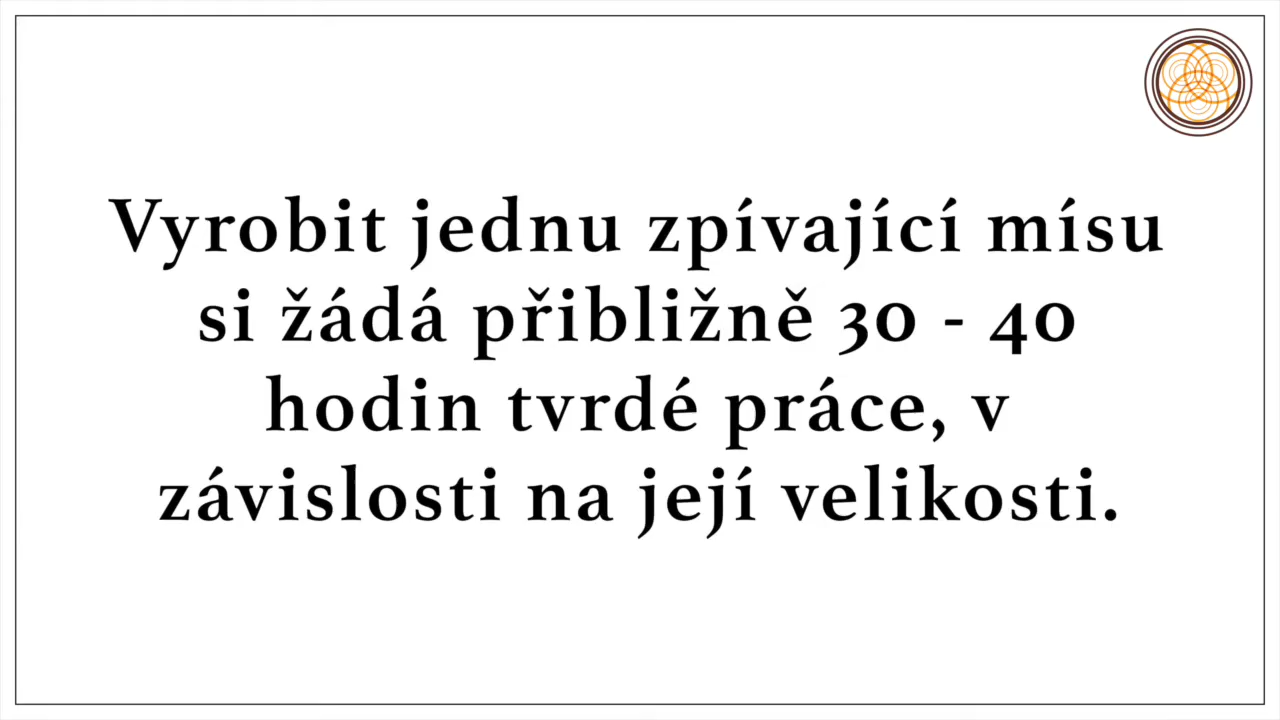 Vyrobit jednu zpívající mísu
si žádá přibližně 30 - 40
hodin tvrdé práce, v
závislosti na její velikosti.